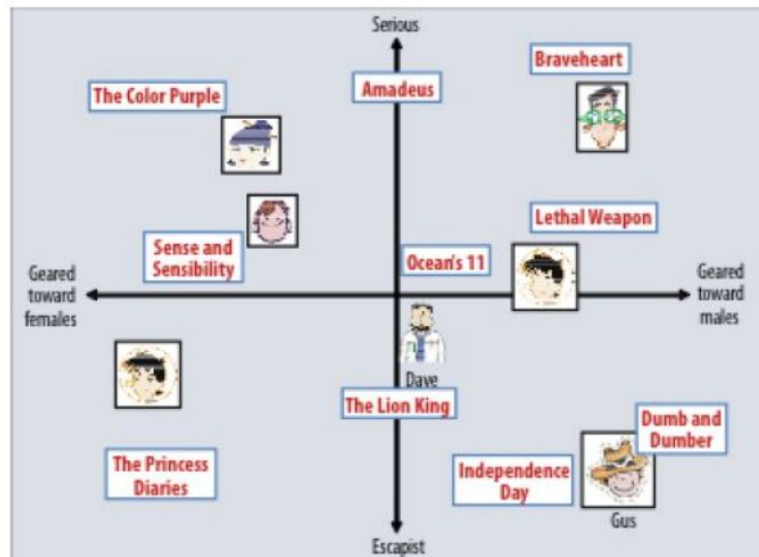 Serious
Braveheart
Amadeus
The Color Purple
Lethal Weapon
Sense and
Sensibility
Ocean's 11
Geared
toward
females
Geared
toward
males
Dave
The Lion King
Dumb and
Dumber
The Princess
Diaries
Independence
Day
Gus
Escapist